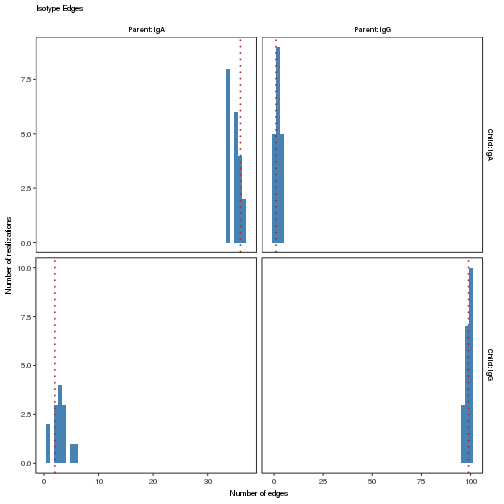 Isotype Edges
Parent: IgA
Parent: IgG
7.5
5.0
2.5
0.0
Child: IgA
10.0
7.5
5.0
2.5
0.0
Child: IgG
0
10
20
30
0
25
50
75
100
Number of edges
Number of realizations